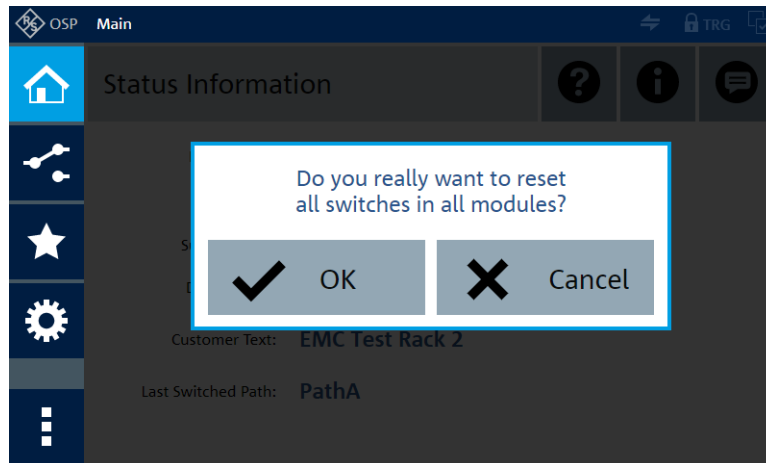 R&S OSP Main TRG
Status Information
Do you really want to reset
all switches in all modules?
OK Cancel
Customer Text: EMC Test Rack 2
Last Switched Path: PathA